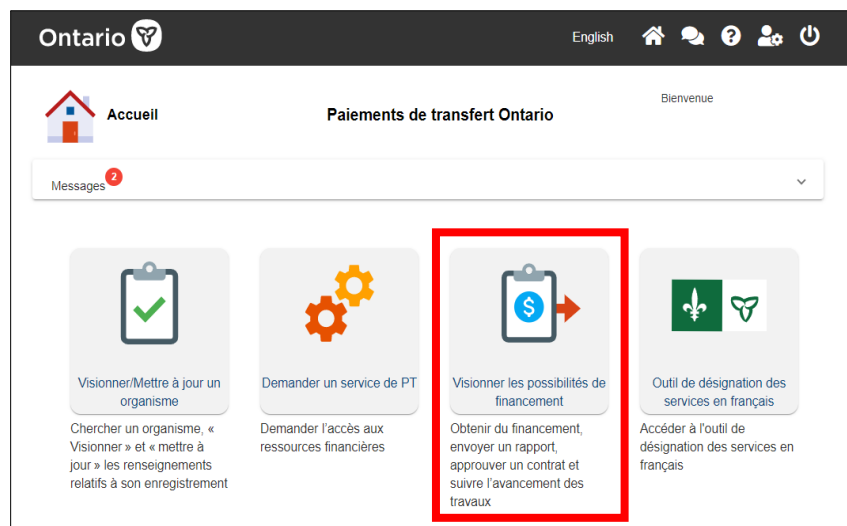 Ontario
English
Accueil
Paiements de transfert Ontario
Bienvenue
Messages 2
Visionner/Mettre à jour un
organisme
Chercher un organisme, «
Visionner » et « mettre à
jour » les renseignements
relatifs à son enregistrement
Demander un service de PT
Demander l'accès aux
ressources financières
$
Visionner les possibilités de
financement
Obtenir du financement,
envoyer un rapport,
approuver un contrat et
suivre l'avancement des
travaux
Outil de désignation des
services en français
Accéder à l'outil de
désignation des services en
français